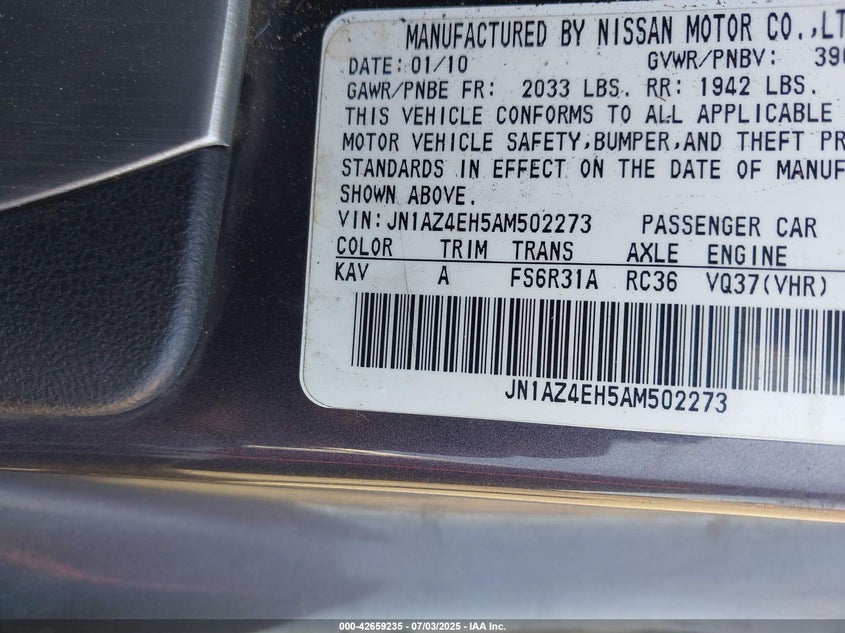 MANUFACTURED BY NISSAN MOTOR CO.,LT
DATE: 01/10 GVWR/PNBV: 390
GAWR/PNBE FR: 2033 LBS. RR: 1942 LBS.
THIS VEHICLE CONFORMS TO ALL APPLICABLE
MOTOR VEHICLE SAFETY,BUMPER,AND THEFT PR
STANDARDS IN EFFECT ON THE DATE OF MANUF
SHOWN ABOVE.
VIN: JN1AZ4EH5AM502273 PASSENGER CAR
COLOR TRIM TRANS AXLE ENGINE
KAV A FS6R31A RC36 VQ37(VHR)
JN1AZ4EH5AM502273
000-42659235 - 07/03/2025 - IAA Inc.